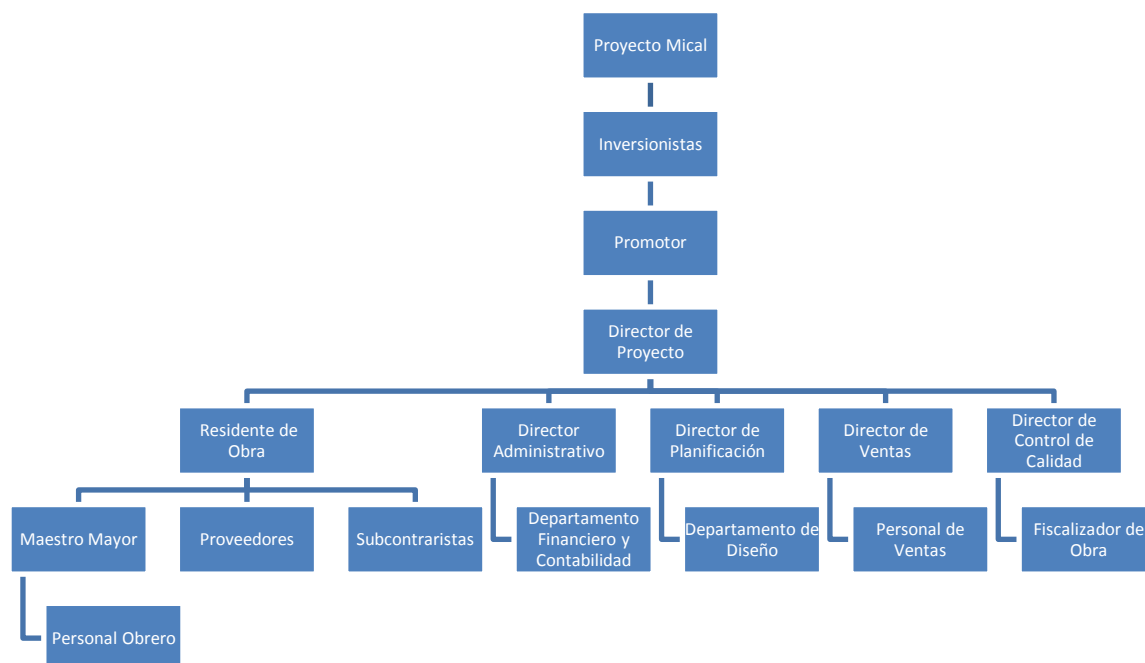 Proyecto Mical
Inversionistas
Promotor
Director de
Proyecto
Residente de
Obra
Director
Administrativo
Director de
Planificación
Director de
Ventas
Director de
Control de
Calidad
Maestro Mayor
Proveedores
Subcontraristas
Departamento
Financiero y
Contabilidad
Departamento de
Diseño
Personal de
Ventas
Fiscalizador de
Obra
Personal Obrero